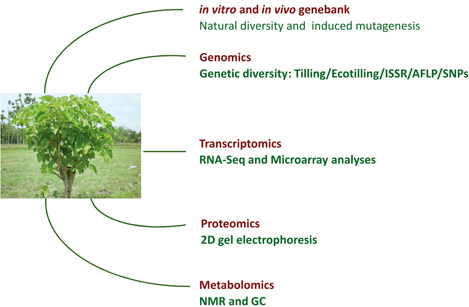 in vitro and in vivo genebank
Natural diversity and induced mutagenesis
Genomics
Genetic diversity: Tilling/Ecotilling/ISSR/AFLP/SNPs
Transcriptomics
RNA-Seq and Microarray analyses
Proteomics
2D gel electrophoresis
Metabolomics
NMR and GC